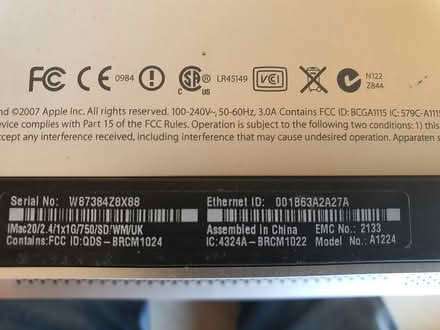 FC CE 0984 SA C US LR45149 VCI N122
Z844
nd ©2007 Apple Inc. All rights reserved. 100-240V~, 50-60Hz, 3.0A Contains FCC ID: BCGA1115 IC: 579C-A1115
evice complies with Part 15 of the FCC Rules. Operation is subject to the following two conditions: 1) this
accept any interference received, including interference that may cause undesired operation. Apparaten s
Serial No: W87384Z8X88 Ethernet ID: 001B63A2A27A
iMac20/2.4/1x1G/750/SD/WM/UK Assembled in China EMC No: 2133
Contains:FCC ID:QDS-BRCM1024 IC:4324A-BRCM1022 Model No.: A1224